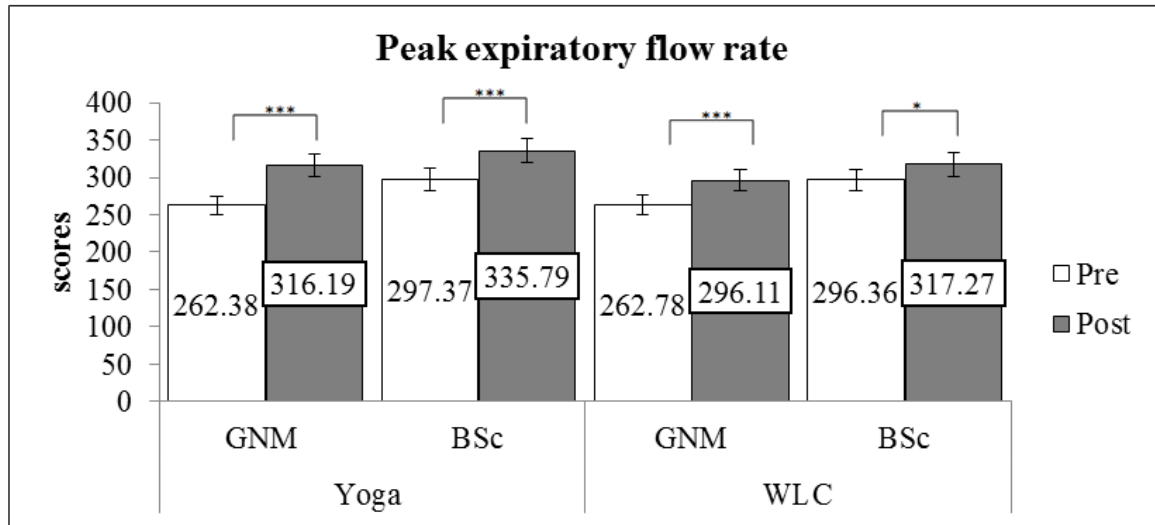 Peak expiratory flow rate
*** *** *** *
400
350
300
250
200
150
100
50
0
scores
262.38 316.19 297.37 335.79 262.78 296.11 296.36 317.27
Pre
Post
GNM BSc GNM BSc
Yoga WLC